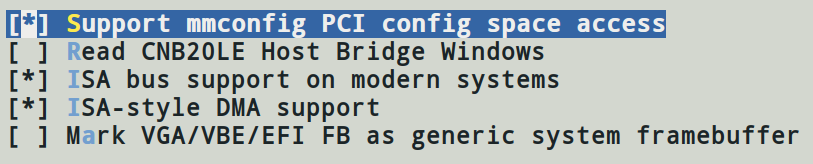 [*] Support mmconfig PCI config space access
[ ] Read CNB20LE Host Bridge Windows
[*] ISA bus support on modern systems
[*] ISA-style DMA support
[ ] Mark VGA/VBE/EFI FB as generic system framebuffer